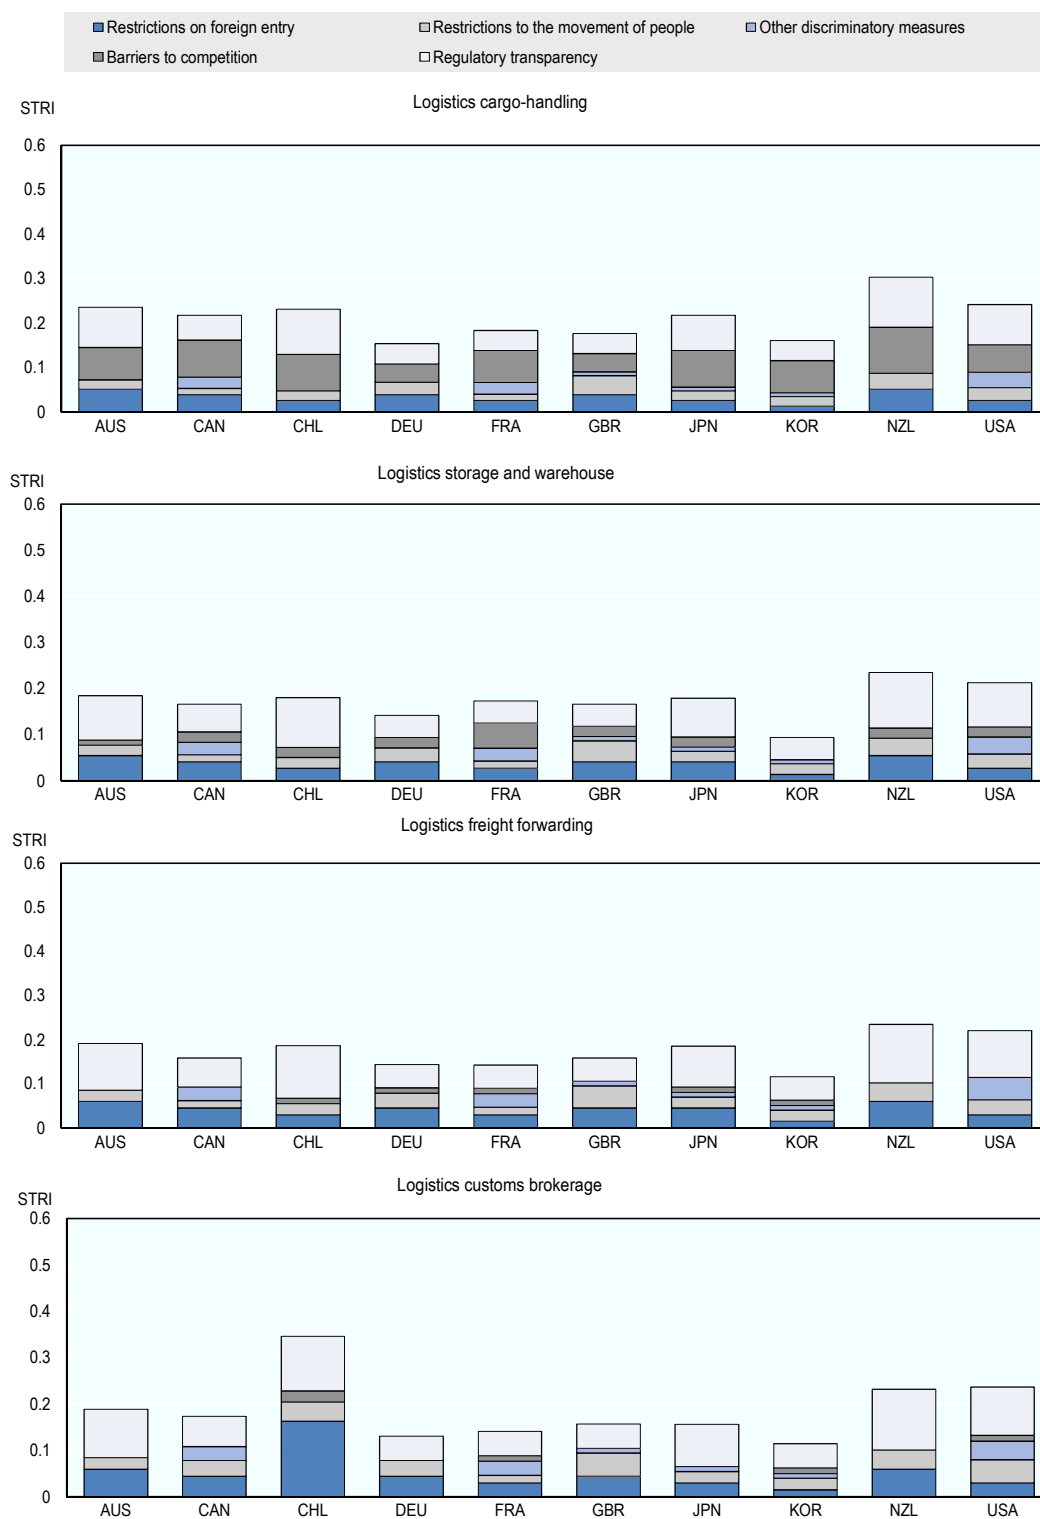 Restrictions on foreign entry Restrictions to the movement of people Other discriminatory measures
Barriers to competition Regulatory transparency
Logistics cargo-handling
STRI
0.6
0.5
0.4
0.3
0.2
0.1
0
AUS CAN CHL DEU FRA GBR JPN KOR NZL USA
Logistics storage and warehouse
STRI
0.6
0.5
0.4
0.3
0.2
0.1
0
AUS CAN CHL DEU FRA GBR JPN KOR NZL USA
Logistics freight forwarding
STRI
0.6
0.5
0.4
0.3
0.2
0.1
0
AUS CAN CHL DEU FRA GBR JPN KOR NZL USA
Logistics customs brokerage
STRI
0.6
0.5
0.4
0.3
0.2
0.1
0
AUS CAN CHL DEU FRA GBR JPN KOR NZL USA